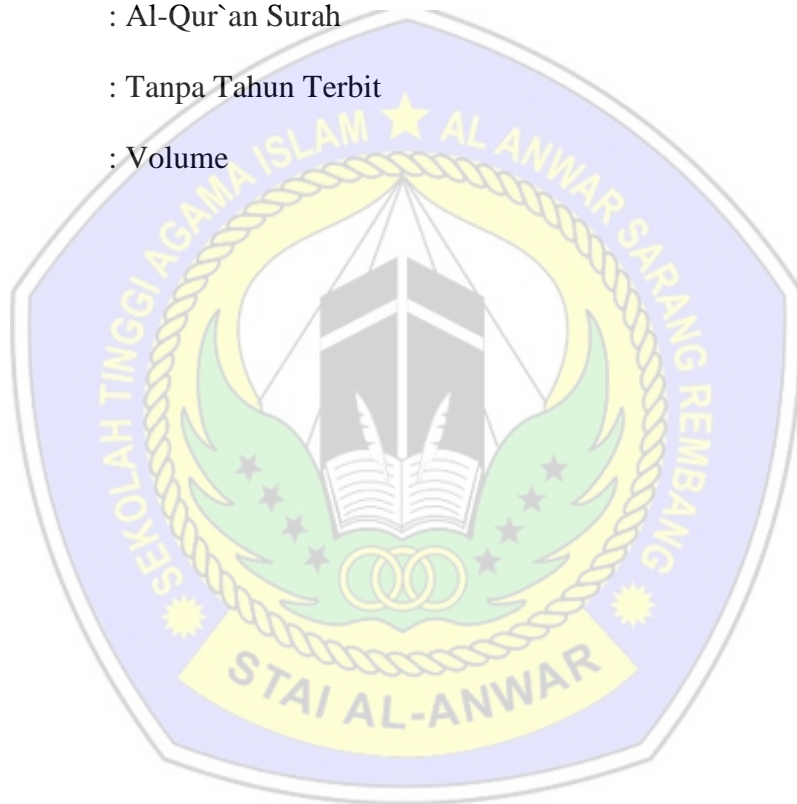 : Al-Qur`an Surah
: Tanpa Tahun Terbit
: Volume
SEKOLAH TINGGI AGAMA ISLAM ★ AL ANWAR SARANG REMBANG
STAI AL-ANWAR